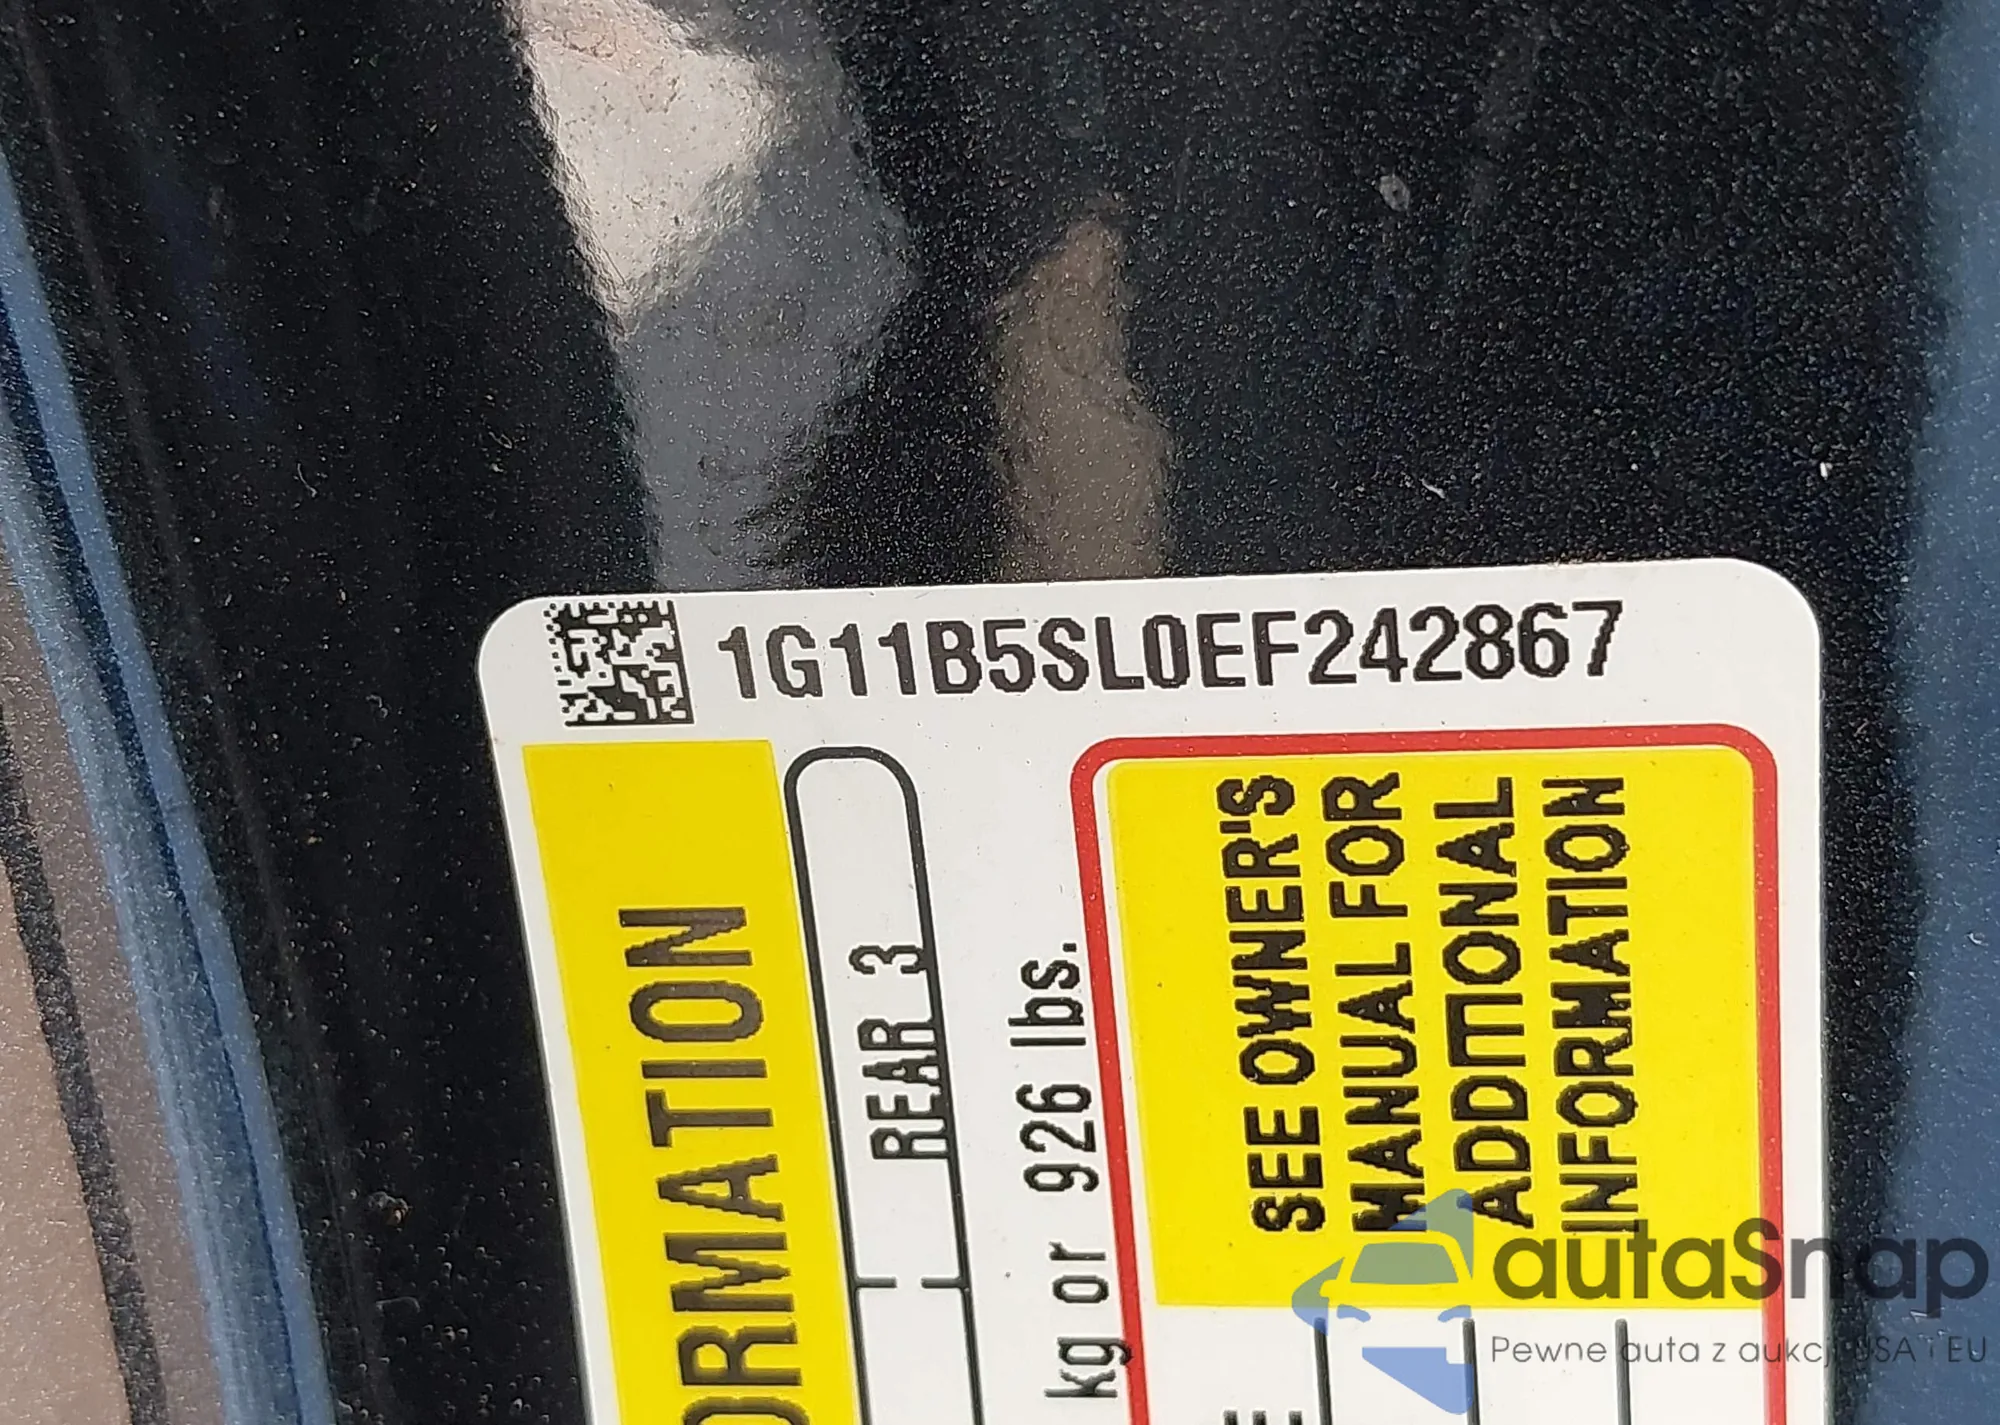 1G11B5SL0EF242867
ORMATION
REAR 3
kg or 926 lbs.
SEE OWNER'S
MANUAL FOR
ADDITIONAL
INFORMATION
autaSnap
Pewne auta z aukcji USA i EU